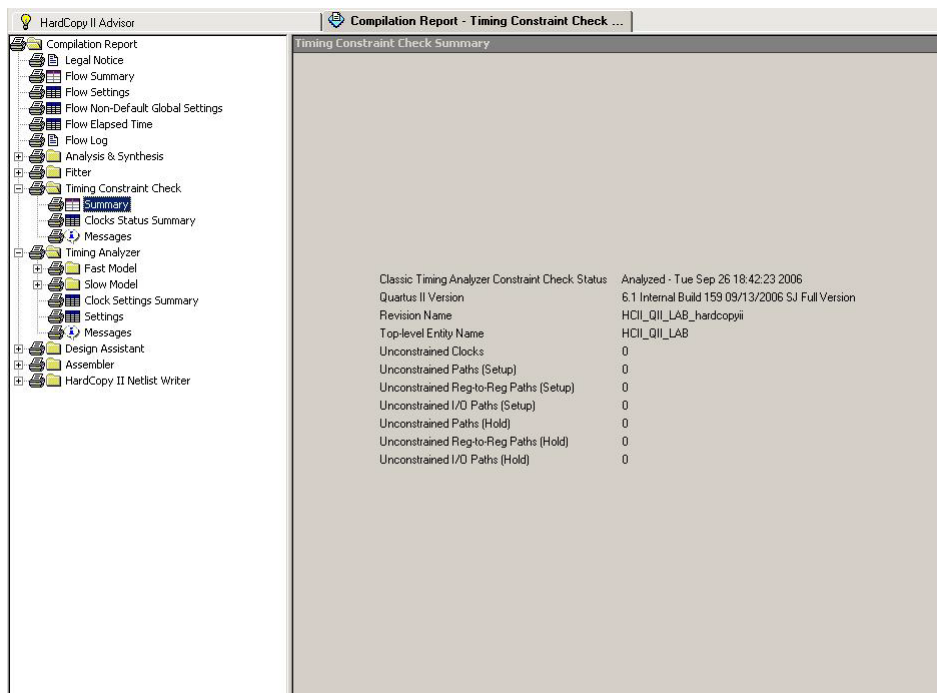 HardCopy II Advisor
Compilation Report - Timing Constraint Check ...
Compilation Report
Legal Notice
Flow Summary
Flow Settings
Flow Non-Default Global Settings
Flow Elapsed Time
Flow Log
Analysis & Synthesis
Fitter
Timing Constraint Check
Summary
Clocks Status Summary
Messages
Timing Analyzer
Fast Model
Slow Model
Clock Settings Summary
Settings
Messages
Design Assistant
Assembler
HardCopy II Netlist Writer
Timing Constraint Check Summary
Classic Timing Analyzer Constraint Check Status Analyzed - Tue Sep 26 18:42:23 2006
Quartus II Version 6.1 Internal Build 159 09/13/2006 SJ Full Version
Revision Name HCII_QII_LAB_hardcopyii
Top-level Entity Name HCII_QII_LAB
Unconstrained Clocks 0
Unconstrained Paths (Setup) 0
Unconstrained Reg-to-Reg Paths (Setup) 0
Unconstrained I/O Paths (Setup) 0
Unconstrained Paths (Hold) 0
Unconstrained Reg-to-Reg Paths (Hold) 0
Unconstrained I/O Paths (Hold) 0